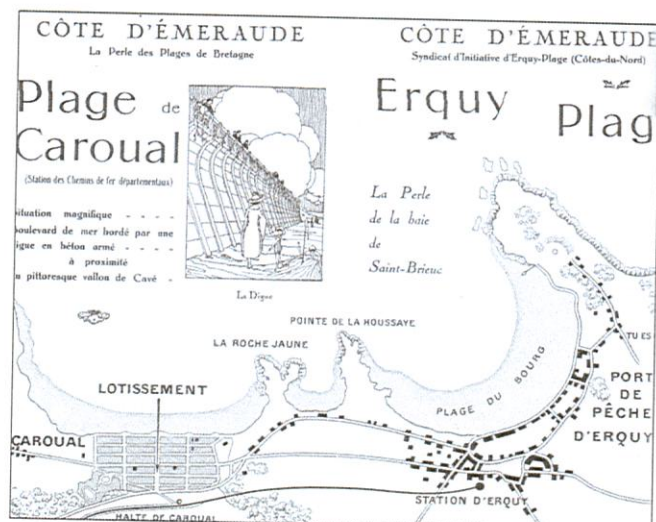 CÔTE D'ÉMERAUDE
La Perle des Plages de Bretagne
Plage de
Caroual
(Station des Chemins de fer départementaux)
ituation magnifique - - - -
oulevard de mer bordé par une
igue en béton armé - - - -
à proximité
u pittoresque vallon de Cavé -
La Digue
CÔTE D'ÉMERAUDE
Syndicat d'Initiative d'Erquy-Plage (Côtes-du-Nord)
Erquy
Plag
La Perle
de la baie
de
Saint-Brieuc
POINTE DE LA HOUSSAYE
LA ROCHE JAUNE
LOTISSEMENT
CAROUAL
HALTE DE CAROUAL
PLAGE DU BOURG
STATION D'ERQUY
TU ES
PORT
DE
PÊCHE
D'ERQUY